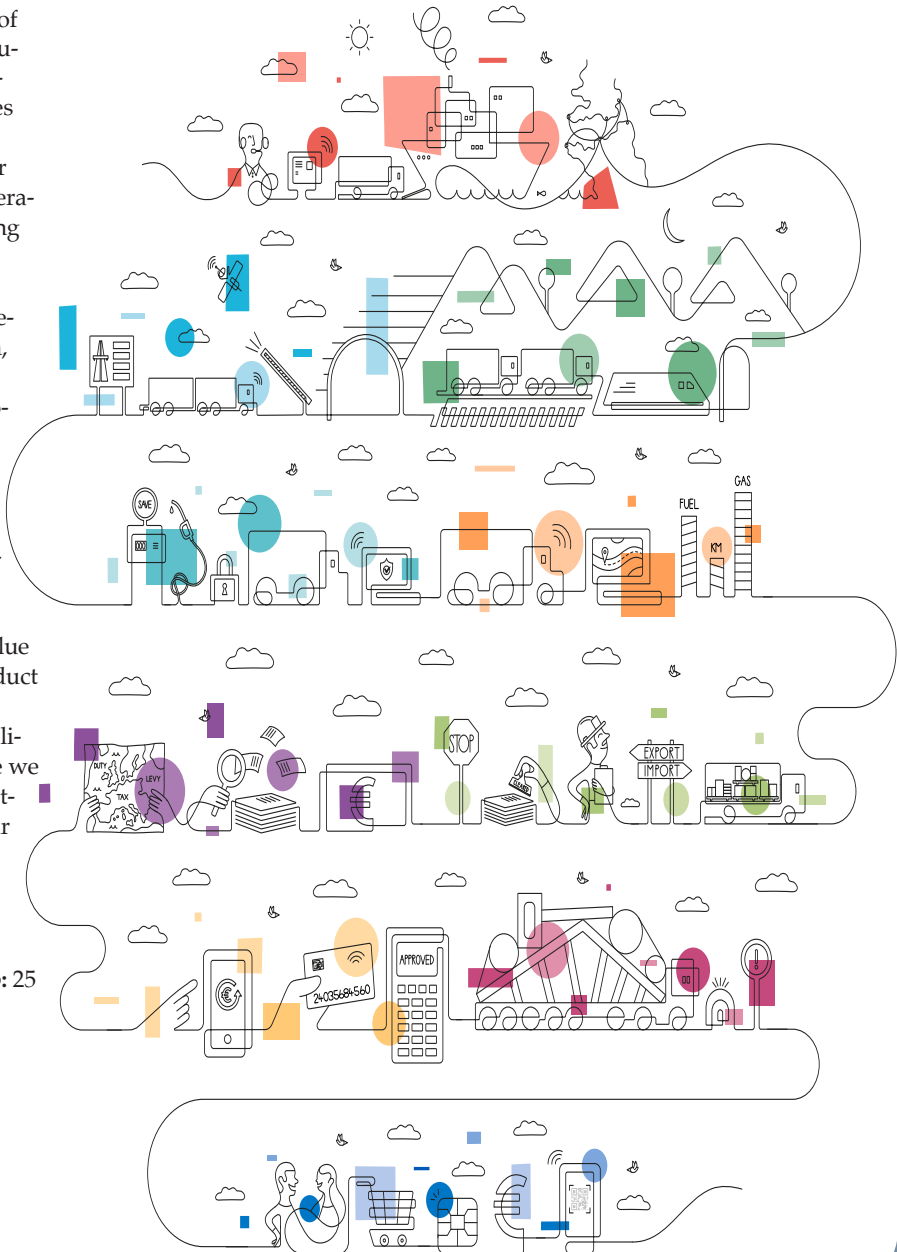 of
u-
-
es
r
era-
ng
e-
,
-
lue
duct
li-
e we
t-
r
: 25
SAVE
FUEL
KM
GAS
DUTY
LEVY
TAX
STOP
EXPORT
IMPORT
APPROVED
24035684560